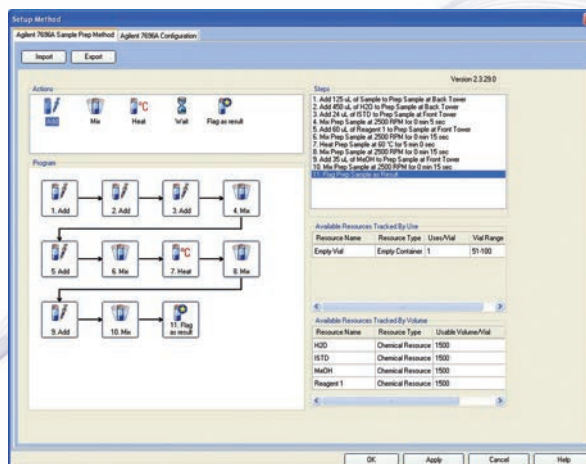 Setup Method
Agilent 7696A Sample Prep Method
Agilent 7696A Configuration
Import
Export
Version 2.3.29.0
Actions
Add
Mix
°C
Heat
Wait
Flag as result
Steps
1. Add 125 uL of Sample to Prep Sample at Back Tower
2. Add 450 uL of H2O to Prep Sample at Back Tower
3. Add 24 uL of ISTD to Prep Sample at Front Tower
4. Mix Prep Sample at 2500 RPM for 0 min 5 sec
5. Add 60 uL of Reagent 1 to Prep Sample at Front Tower
6. Mix Prep Sample at 2500 RPM for 0 min 15 sec
7. Heat Prep Sample at 60 °C for 5 min 0 sec
8. Mix Prep Sample at 2500 RPM for 0 min 15 sec
9. Add 35 uL of MeOH to Prep Sample at Front Tower
10. Mix Prep Sample at 2500 RPM for 0 min 15 sec
11. Flag Prep Sample as Result
Program
1. Add
2. Add
3. Add
4. Mix
5. Add
6. Mix
°C
7. Heat
8. Mix
9. Add
10. Mix
11. Flag
as result
Available Resources Tracked By Use
Resource Name Resource Type Uses/Vial Vial Range
Empty Vial Empty Container 1 51-100
Available Resources Tracked By Volume
Resource Name Resource Type Usable Volume/Vial
H2O Chemical Resource 1500
ISTD Chemical Resource 1500
MeOH Chemical Resource 1500
Reagent 1 Chemical Resource 1500
OK
Apply
Cancel
Help